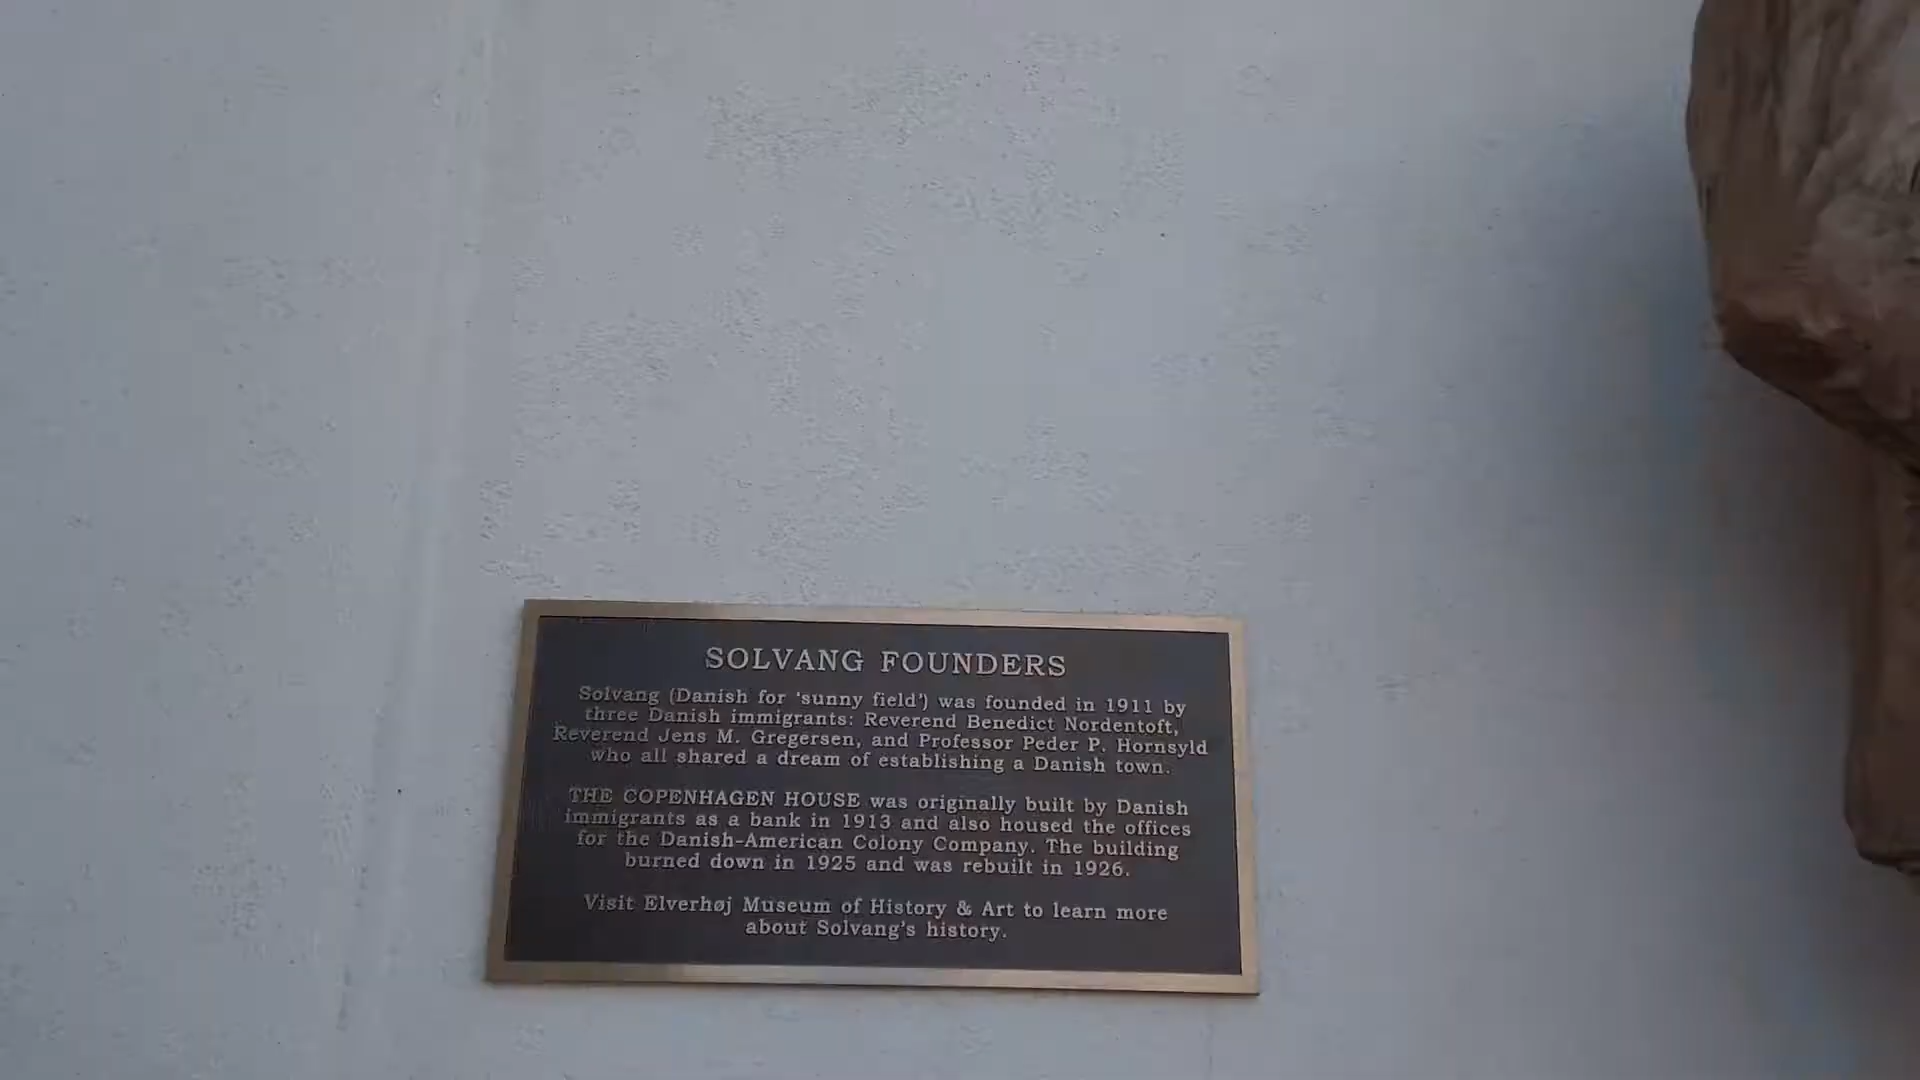 SOLVANG FOUNDERS
Solvang (Danish for ‘sunny field’) was founded in 1911 by
three Danish immigrants: Reverend Benedict Nordentoft,
Reverend Jens M. Gregersen, and Professor Peder P. Hornsyld
who all shared a dream of establishing a Danish town.
THE COPENHAGEN HOUSE was originally built by Danish
immigrants as a bank in 1913 and also housed the offices
for the Danish-American Colony Company. The building
burned down in 1925 and was rebuilt in 1926.
Visit Elverhøj Museum of History & Art to learn more
about Solvang’s history.